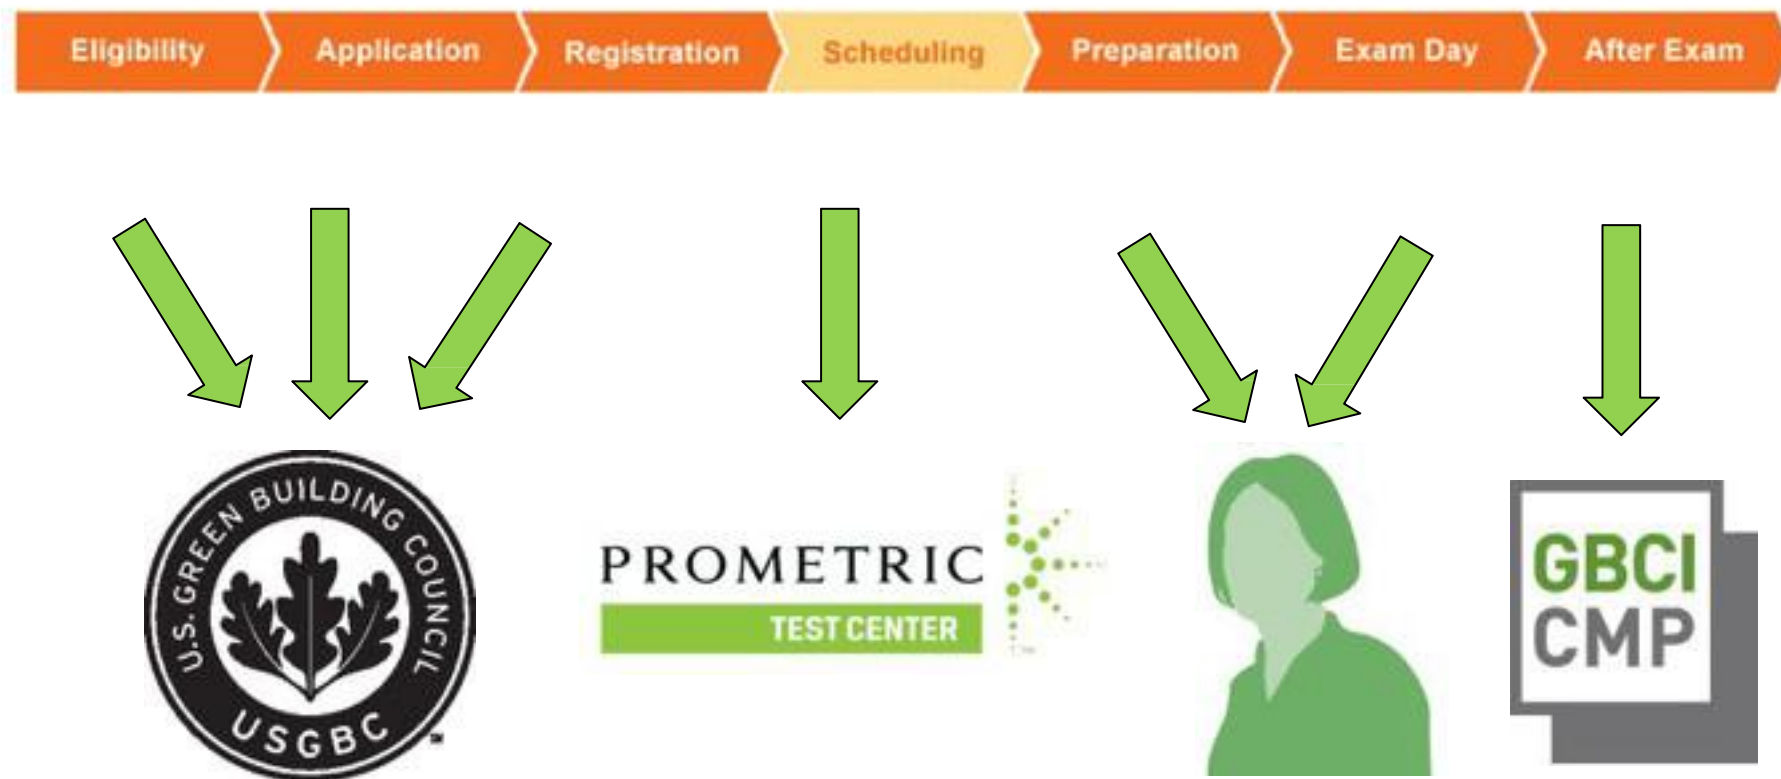 Eligibility Application Registration Scheduling Preparation Exam Day After Exam
U.S. GREEN BUILDING COUNCIL
USGBC
PROMETRIC
TEST CENTER
GBCI
CMP